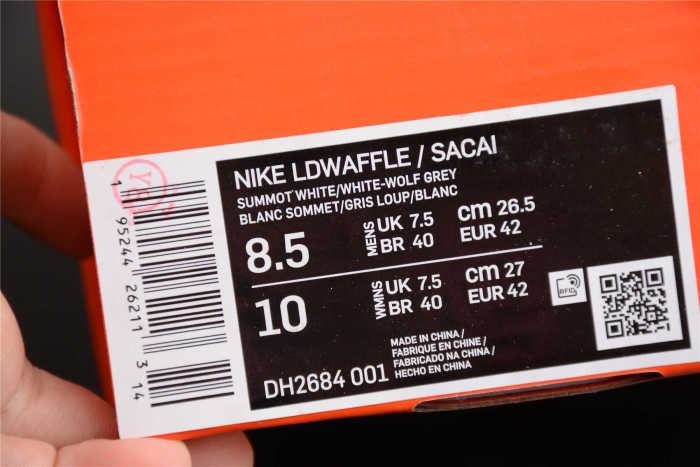 NIKE LDWAFFLE / SACAI
SUMMOT WHITE/WHITE-WOLF GREY
BLANC SOMMET/GRIS LOUP/BLANC
8.5 MENS UK 7.5 cm 26.5
BR 40 EUR 42
10 WMNS UK 7.5 cm 27
BR 40 EUR 42
RFID
MADE IN CHINA /
FABRIQUE EN CHINE /
FABRICADO NA CHINA /
HECHO EN CHINA
DH2684 001
1 95244 26211 3 14